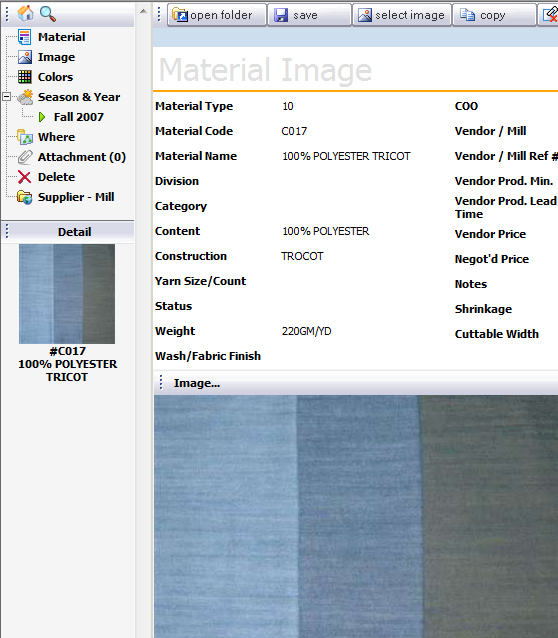 open folder save select image copy
Material
Image
Colors
Season & Year
Fall 2007
Where
Attachment (0)
Delete
Supplier - Mill
Detail
#C017
100% POLYESTER
TRICOT
Material Image
Material Type 10 COO
Material Code C017 Vendor / Mill
Material Name 100% POLYESTER TRICOT Vendor / Mill Ref #
Division Vendor Prod. Min.
Category Vendor Prod. Lead
Time
Content 100% POLYESTER Vendor Price
Construction TROCOT Negot'd Price
Yarn Size/Count Notes
Status Shrinkage
Weight 220GM/YD Cuttable Width
Wash/Fabric Finish
Image...